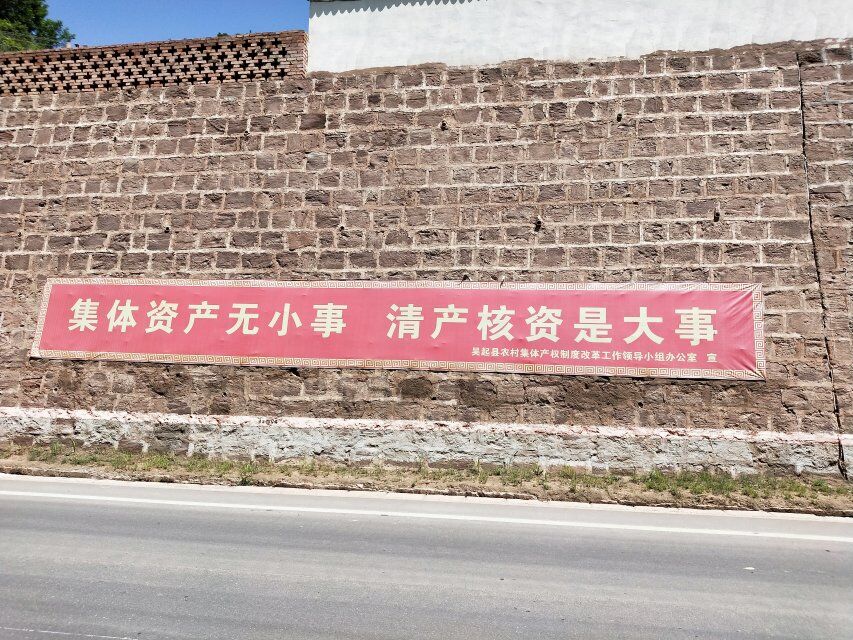 集体资产无小事 清产核资是大事
吴起县农村集体产权制度改革工作领导小组办公室 宣